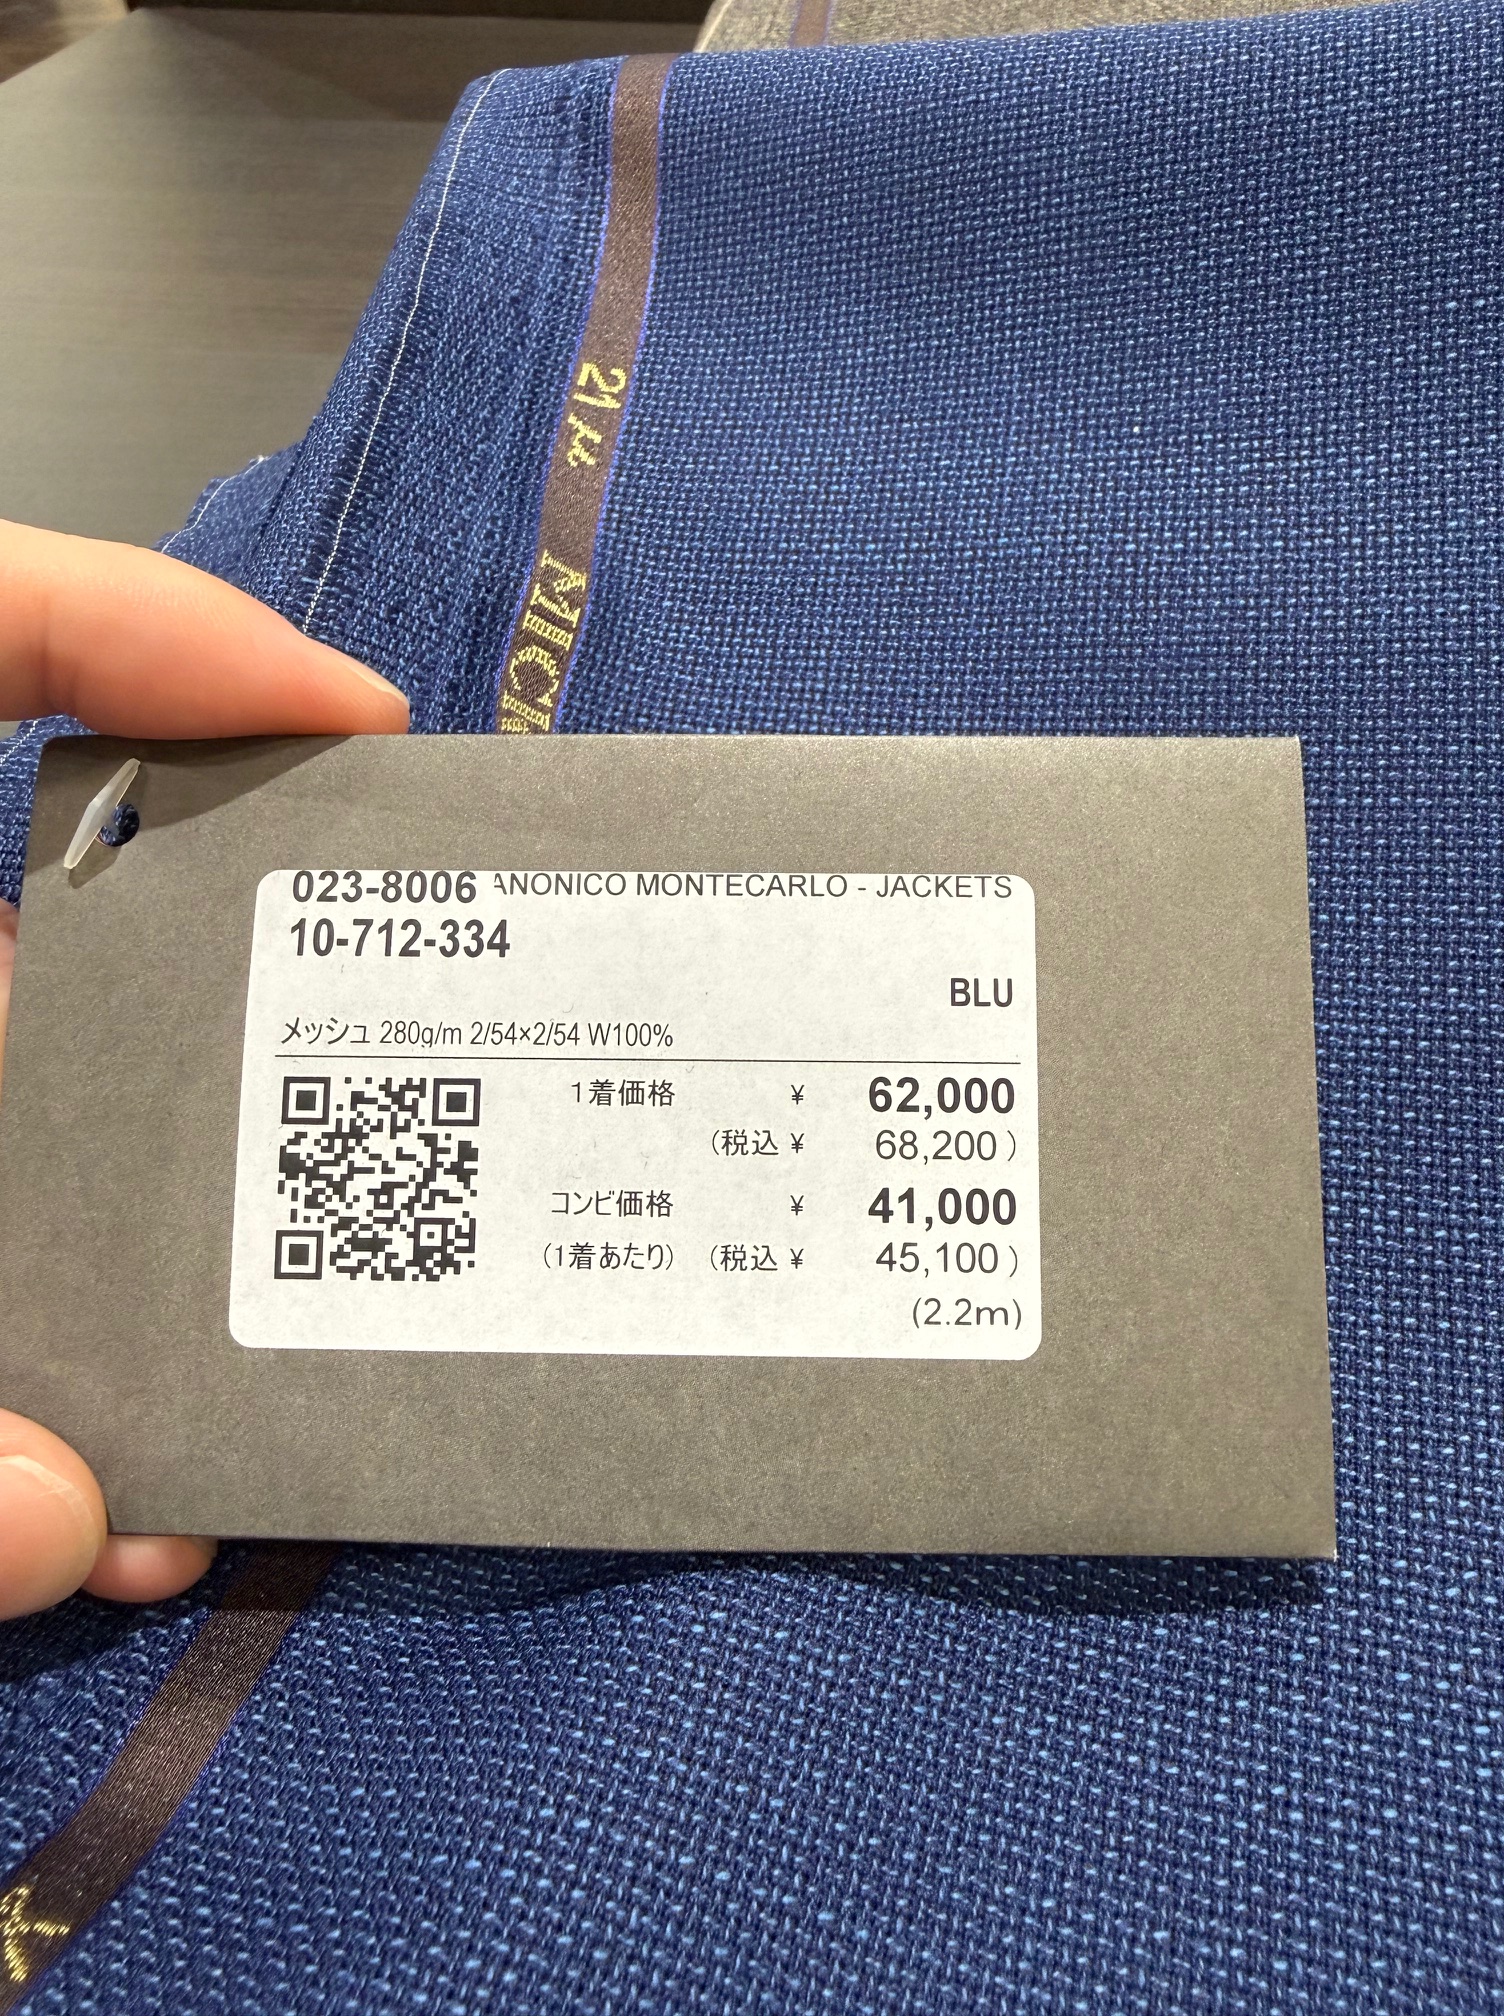 21 μ
023-8006 ANONICO MONTECARLO - JACKETS
10-712-334
BLU
メッシュ 280g/m 2/54×2/54 W100%
1着価格 ¥ 62,000
(税込 ¥ 68,200 )
コンビ価格 ¥ 41,000
(1着あたり) (税込 ¥ 45,100 )
(2.2m)